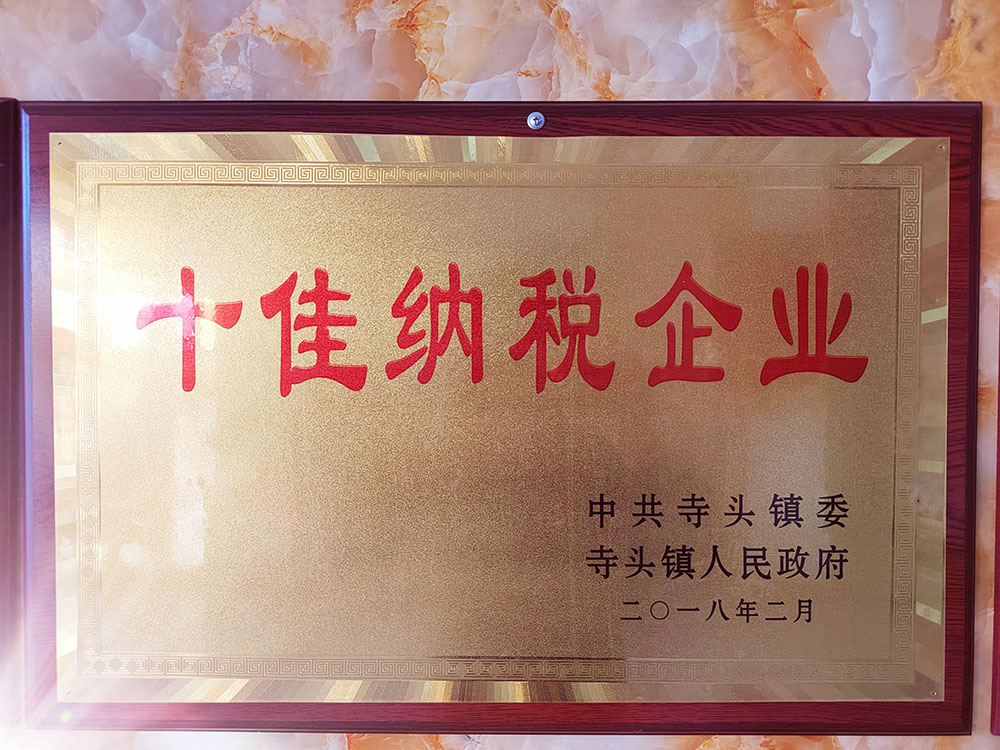 十佳纳税企业
中共寺头镇委
寺头镇人民政府
二〇一八年二月